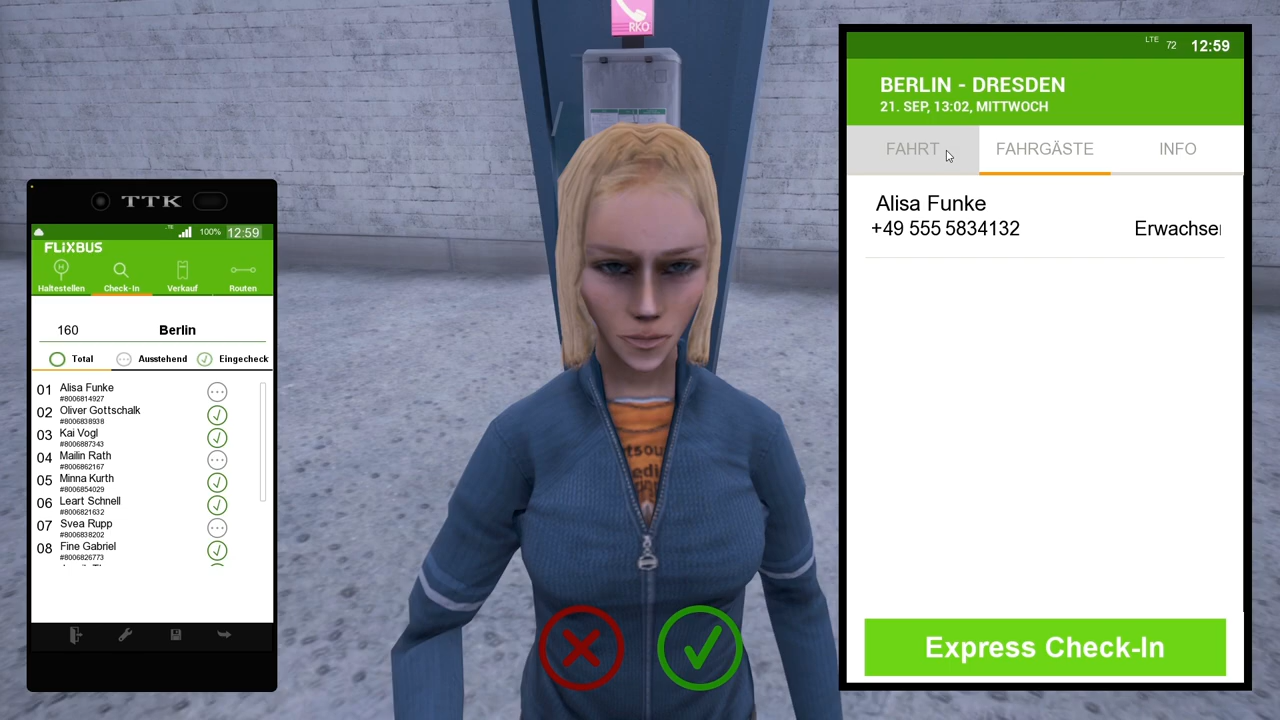 RKO
TTK
100%
12:59
FLiXBUS
Haltestellen
Check-In
Verkauf
Routen
160
Berlin
Total
Ausstehend
Eingecheck
01 Alisa Funke
#8006814927
02 Oliver Gottschalk
#8006838938
03 Kai Vogl
#8006887343
04 Mailin Rath
#8006862167
05 Minna Kurth
#8006854029
06 Leart Schnell
#8006821632
07 Svea Rupp
#8006838202
08 Fine Gabriel
#8006826773
LTE 72 12:59
BERLIN - DRESDEN
21. SEP, 13:02, MITTWOCH
FAHRT
FAHRGÄSTE
INFO
Alisa Funke
+49 555 5834132
Erwachse
Express Check-In